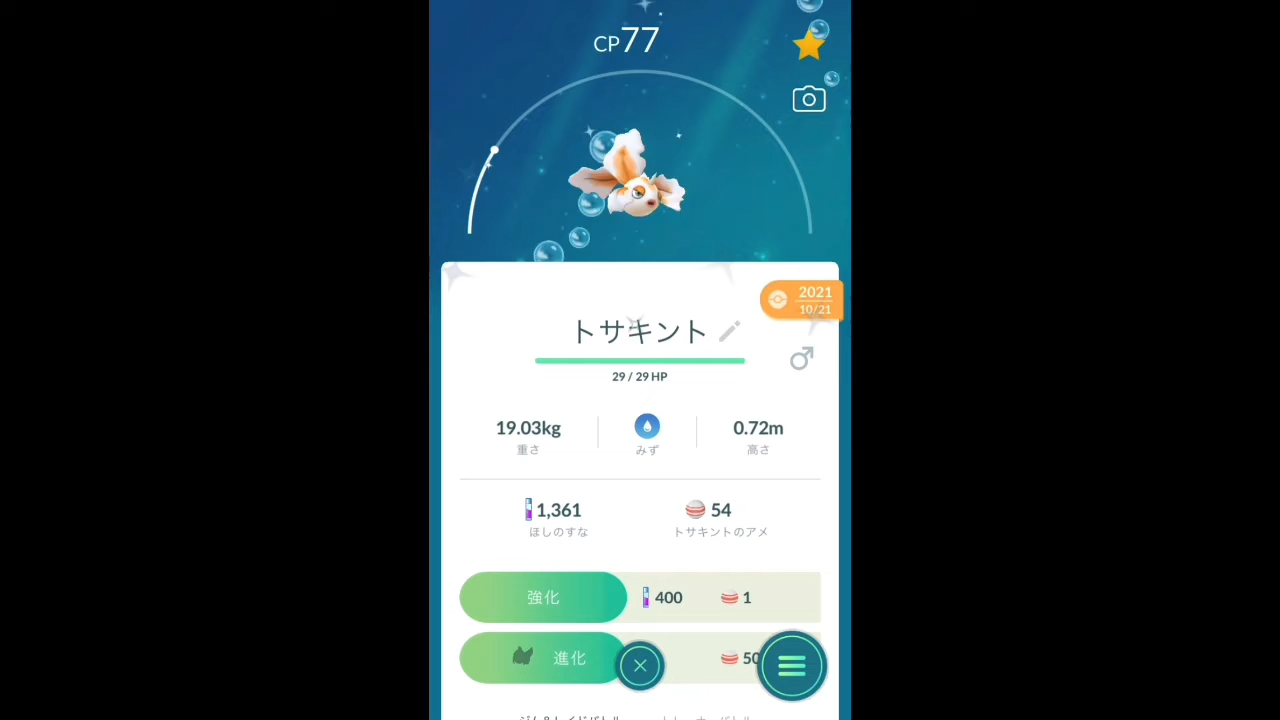 CP77
2021
10/21
トサキント
29 / 29 HP
19.03kg
0.72m
重さ
みず
高さ
1,361
54
ほしのすな
トサキントのアメ
強化
400
1
進化
50